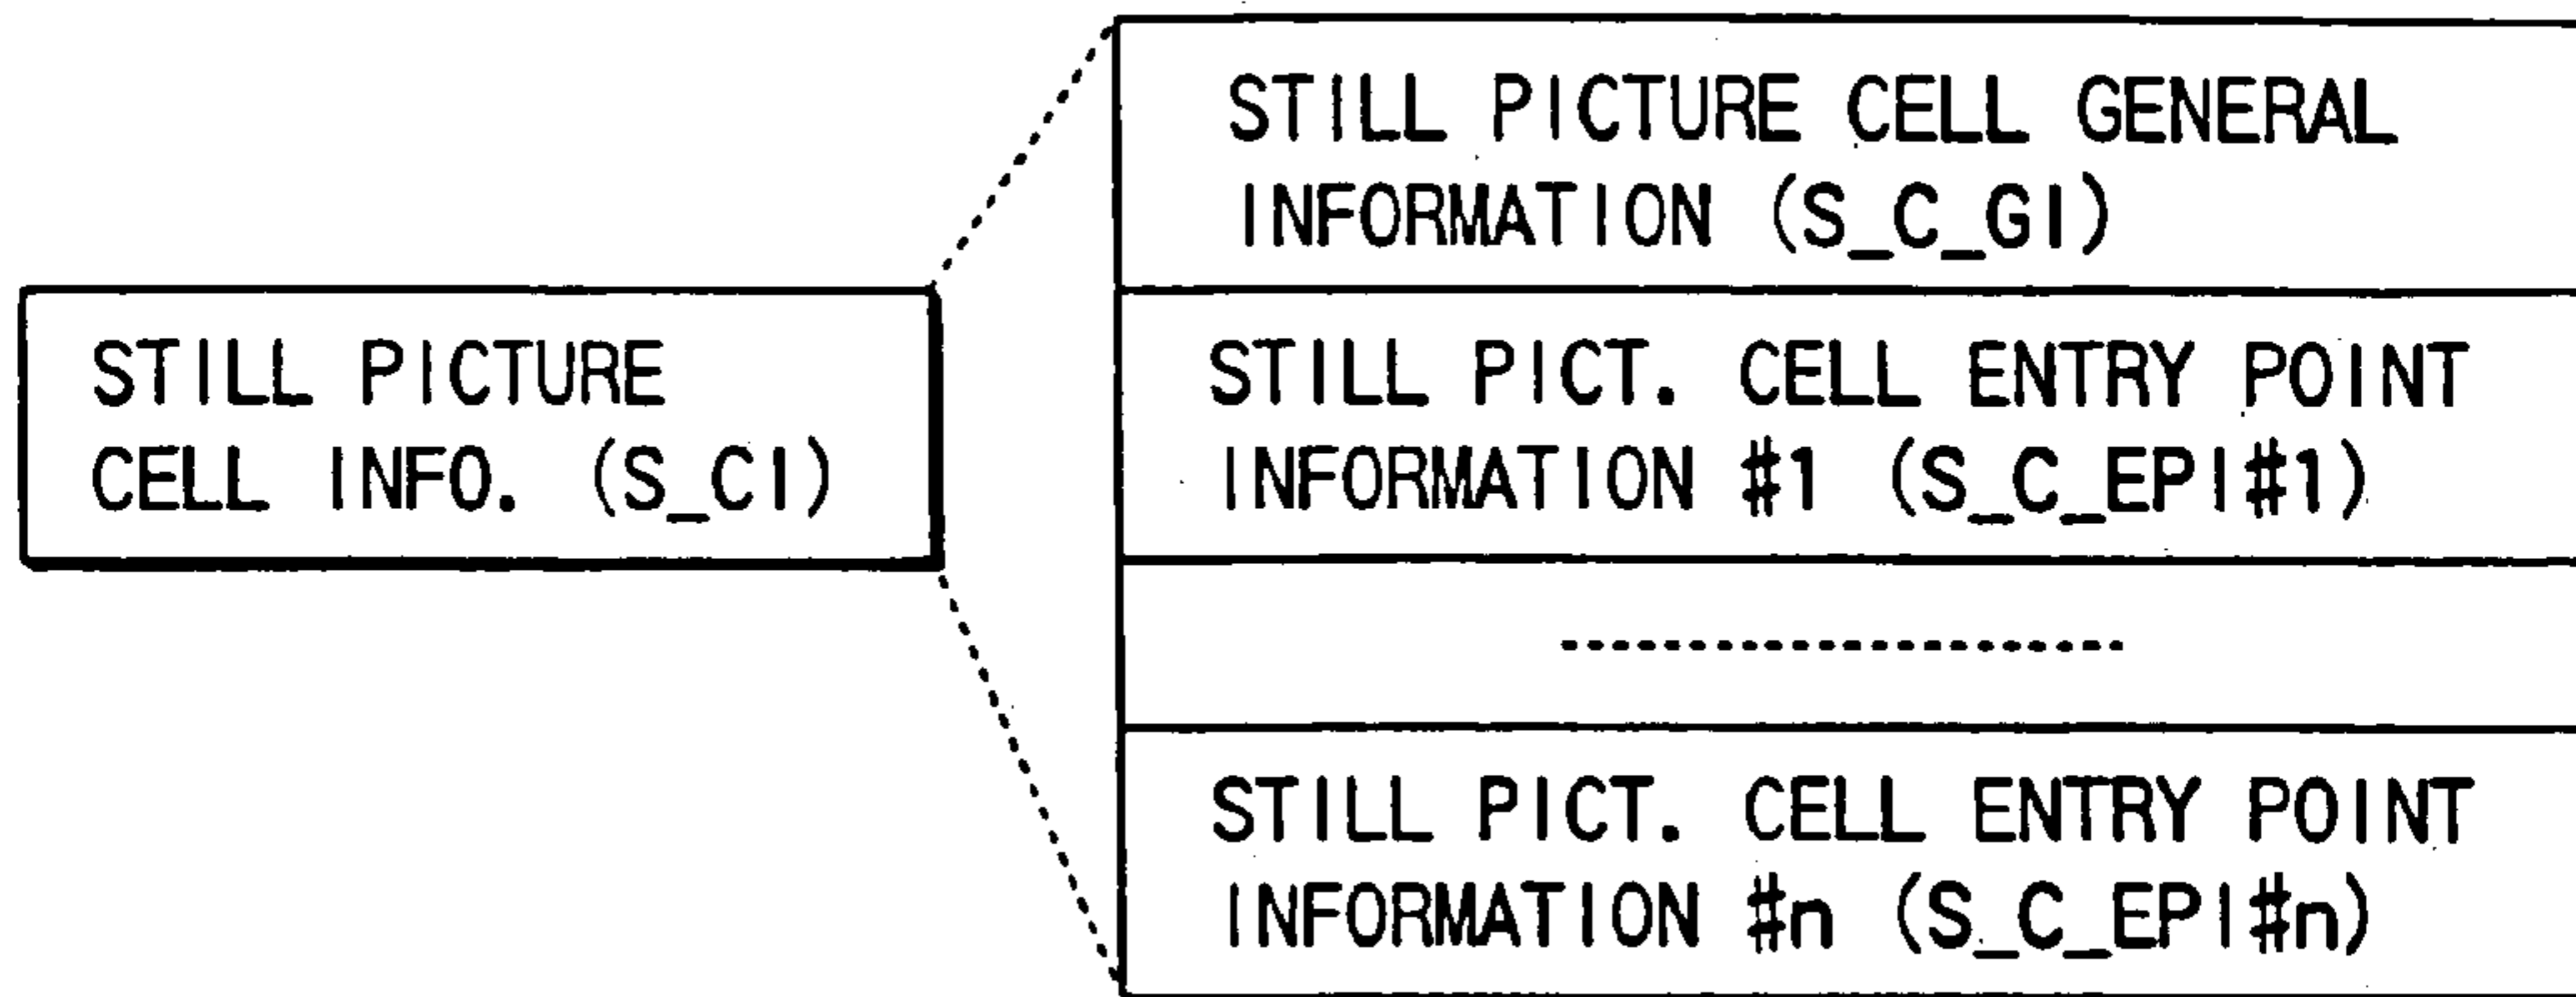 STILL PICTURE CELL GENERAL
INFORMATION (S_C_GI)
STILL PICTURE
CELL INFO. (S_CI)
STILL PICT. CELL ENTRY POINT
INFORMATION #1 (S_C_EPI#1)
STILL PICT. CELL ENTRY POINT
INFORMATION #n (S_C_EPI#n)